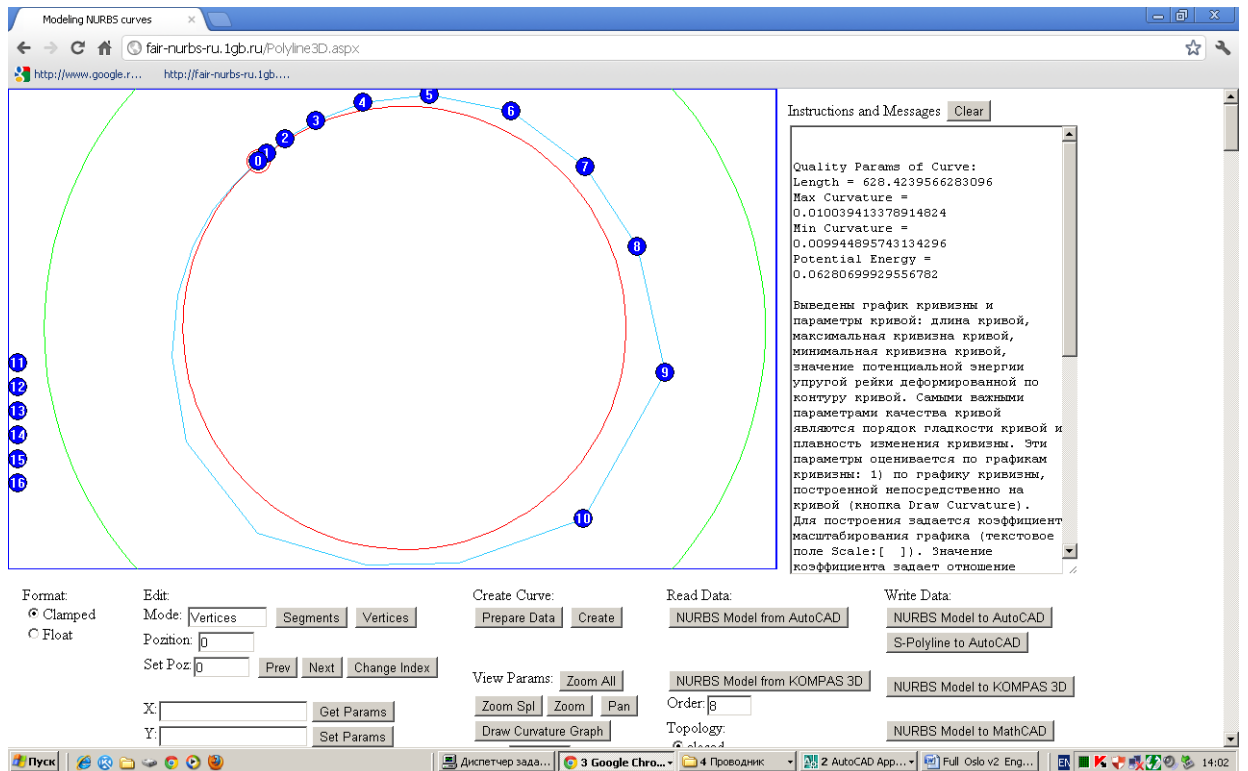 Modeling NURBS curves
fair-nurbs-ru.1gb.ru/Polyline3D.aspx
http://www.google.r... http://fair-nurbs-ru.1gb....
0
1
2
3
4
5
6
7
8
9
10
11
12
13
14
15
16
Instructions and Messages Clear
Quality Params of Curve:
Length = 628.4239566283096
Max Curvature =
0.010039413378914824
Min Curvature =
0.009944895743134296
Potential Energy =
0.06280699929556782
Выведены график кривизны и
параметры кривой: длина кривой,
максимальная кривизна кривой,
минимальная кривизна кривой,
значение потенциальной энергии
упругой рейки деформированной по
контуру кривой. Самыми важными
параметрами качества кривой
являются порядок гладкости кривой и
плавность изменения кривизны. Эти
параметры оценивается по графикам
кривизны: 1) по графику кривизны,
построенной непосредственно на
кривой (кнопка Draw Curvature).
Для построения задается коэффициент
масштабирования графика (текстовое
поле Scale:[ ]). Значение
коэффициента задает отношение
Format: Edit: Create Curve: Read Data: Write Data:
Clamped Mode: Vertices Segments Vertices Prepare Data Create NURBS Model from AutoCAD NURBS Model to AutoCAD
Float Pozition: 0 S-Polyline to AutoCAD
Set Poz: 0 Prev Next Change Index View Params: Zoom All NURBS Model from KOMPAS 3D NURBS Model to KOMPAS 3D
X: Get Params Zoom Spl Zoom Pan Order: 8
Y: Set Params Draw Curvature Graph Topology: NURBS Model to MathCAD
closed
Пуск Диспетчер зада... 3 Google Chro... 4 Проводник 2 AutoCAD App... Full Oslo v2 Eng... EN 14:02